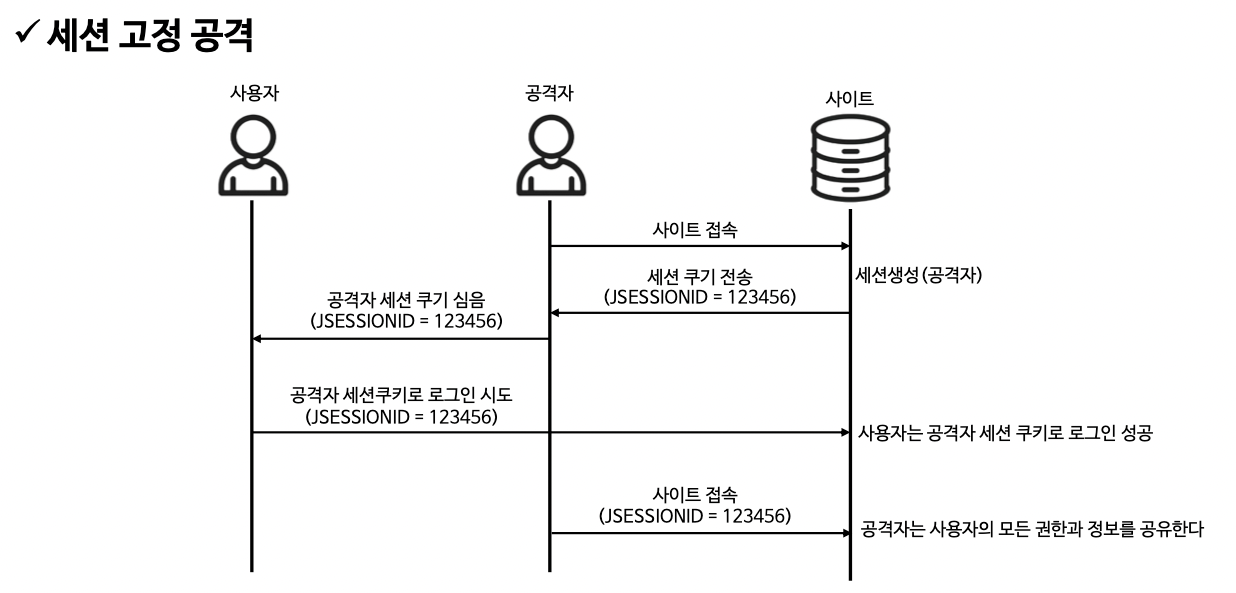 ✓ 세션 고정 공격
사용자
공격자
사이트
사이트 접속
세션 쿠기 전송
(JSESSIONID = 123456)
세션생성(공격자)
공격자 세션 쿠기 심음
(JSESSIONID = 123456)
공격자 세션쿠키로 로그인 시도
(JSESSIONID = 123456)
사용자는 공격자 세션 쿠키로 로그인 성공
사이트 접속
(JSESSIONID = 123456)
공격자는 사용자의 모든 권한과 정보를 공유한다